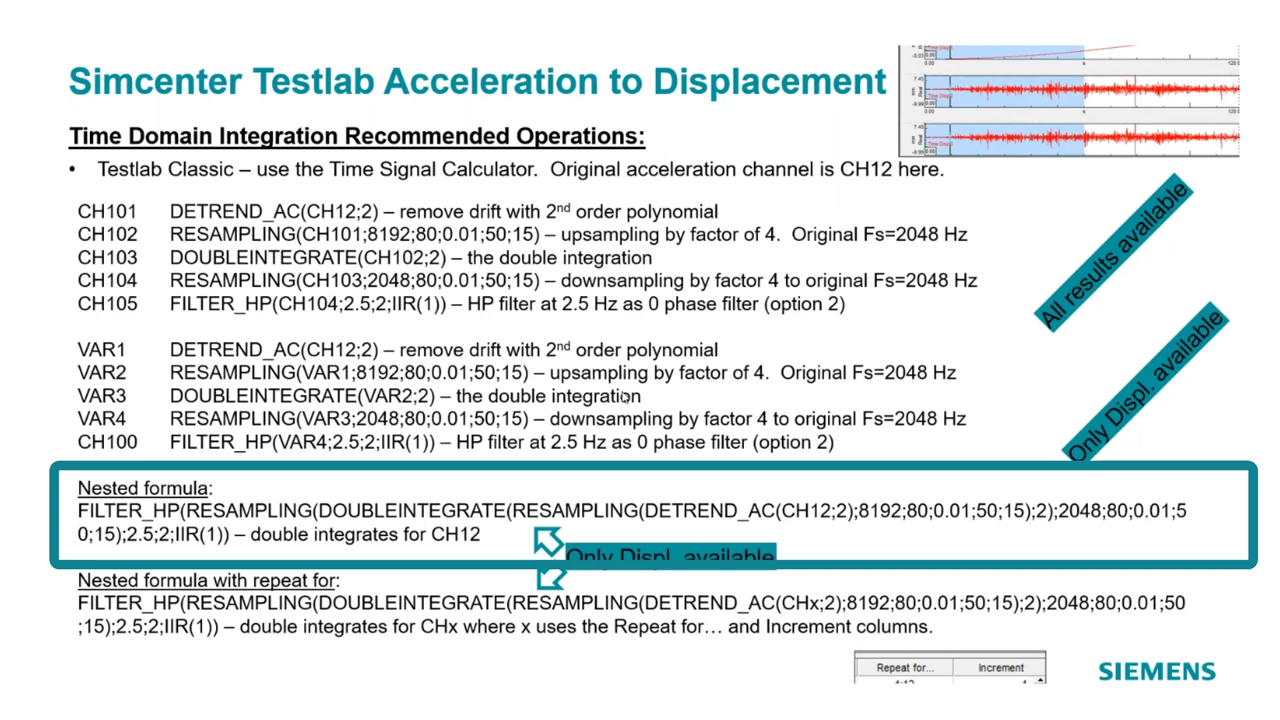 Simcenter Testlab Acceleration to Displacement
Time Domain Integration Recommended Operations:
• Testlab Classic – use the Time Signal Calculator. Original acceleration channel is CH12 here.
CH101 DETREND_AC(CH12;2) – remove drift with 2nd order polynomial
CH102 RESAMPLING(CH101;8192;80;0.01;50;15) – upsampling by factor of 4. Original Fs=2048 Hz
CH103 DOUBLEINTEGRATE(CH102;2) – the double integration
CH104 RESAMPLING(CH103;2048;80;0.01;50;15) – downsampling by factor 4 to original Fs=2048 Hz
CH105 FILTER_HP(CH104;2.5;2;IIR(1)) – HP filter at 2.5 Hz as 0 phase filter (option 2)
All results available
VAR1 DETREND_AC(CH12;2) – remove drift with 2nd order polynomial
VAR2 RESAMPLING(VAR1;8192;80;0.01;50;15) – upsampling by factor of 4. Original Fs=2048 Hz
VAR3 DOUBLEINTEGRATE(VAR2;2) – the double integration
VAR4 RESAMPLING(VAR3;2048;80;0.01;50;15) – downsampling by factor 4 to original Fs=2048 Hz
CH100 FILTER_HP(VAR4;2.5;2;IIR(1)) – HP filter at 2.5 Hz as 0 phase filter (option 2)
Only Displ. available
Nested formula:
FILTER_HP(RESAMPLING(DOUBLEINTEGRATE(RESAMPLING(DETREND_AC(CH12;2);8192;80;0.01;50;15);2);2048;80;0.01;5
0;15);2.5;2;IIR(1)) – double integrates for CH12
Only Displ. available
Nested formula with repeat for:
FILTER_HP(RESAMPLING(DOUBLEINTEGRATE(RESAMPLING(DETREND_AC(CHx;2);8192;80;0.01;50;15);2);2048;80;0.01;50
;15);2.5;2;IIR(1)) – double integrates for CHx where x uses the Repeat for… and Increment columns.
Repeat for... Increment
SIEMENS